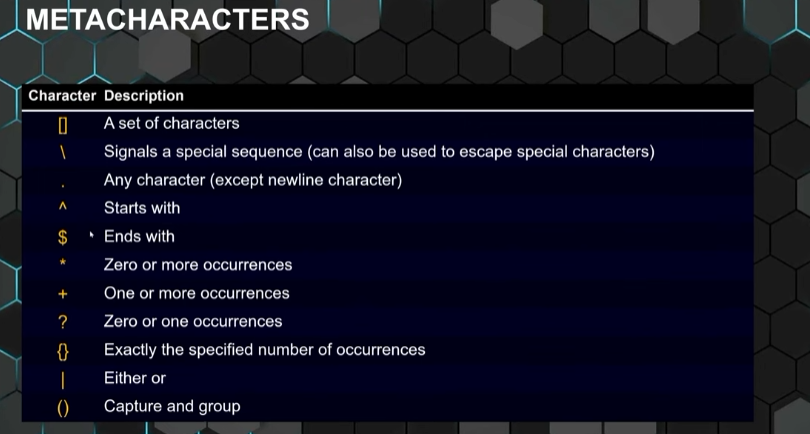 METACHARACTERS
Character Description
[] A set of characters
\ Signals a special sequence (can also be used to escape special characters)
. Any character (except newline character)
^ Starts with
$ Ends with
* Zero or more occurrences
+ One or more occurrences
? Zero or one occurrences
{} Exactly the specified number of occurrences
| Either or
() Capture and group